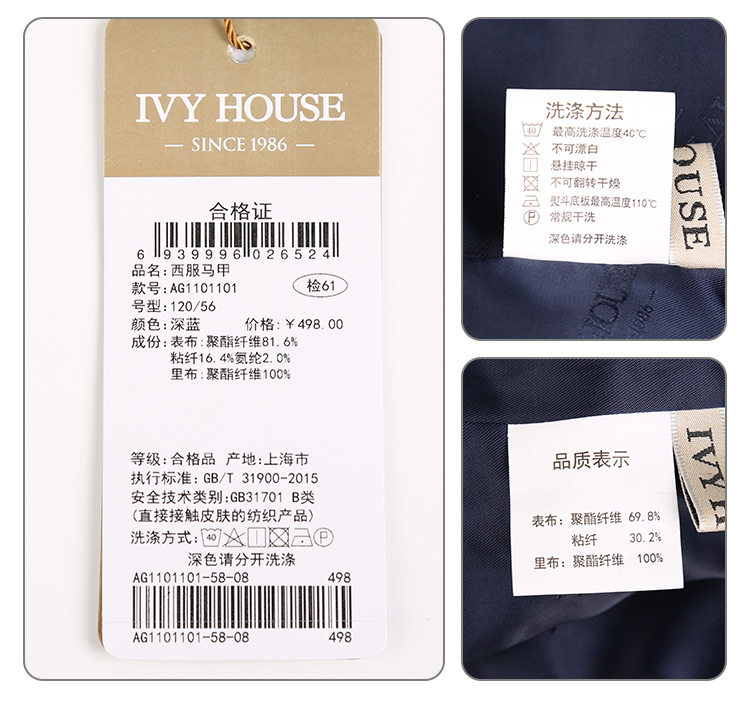 IVY HOUSE
SINCE 1986
合格证
6 939996 026524
品名: 西服马甲
款号: AG1101101
检61
号型: 120/56
颜色: 深蓝 价格: ￥498.00
成份: 表布: 聚酯纤维81.6%
粘纤16.4%氨纶2.0%
里布: 聚酯纤维100%
等级: 合格品 产地: 上海市
执行标准: GB/T 31900-2015
安全技术类别: GB31701 B类
(直接接触皮肤的纺织产品)
洗涤方式: 40 P
深色请分开洗涤
AG1101101-58-08 498
AG1101101-58-08 498
洗涤方法
40 最高洗涤温度40℃
不可漂白
悬挂晾干
不可翻转干燥
熨斗底板最高温度110℃
P 常规干洗
深色请分开洗涤
OUSE
品质表示
表布: 聚酯纤维 69.8%
粘纤 30.2%
里布: 聚酯纤维 100%
IVY H